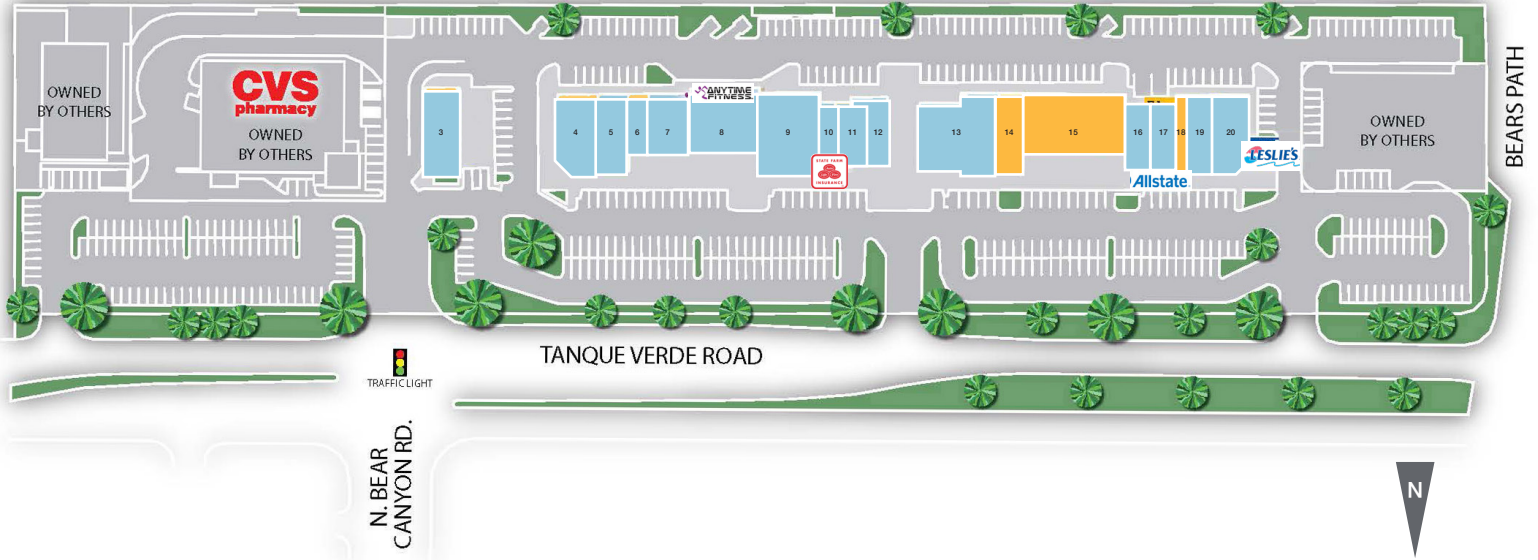 OWNED
BY OTHERS
CVS
pharmacy
OWNED
BY OTHERS
3
4
5
6
7
ANYTIME
FITNESS
8
9
10
11
12
STATE FARM
INSURANCE
13
14
15
16
17
18
19
20
Allstate
LESLIE'S
OWNED
BY OTHERS
BEARS PATH
TANQUE VERDE ROAD
TRAFFIC LIGHT
N. BEAR
CANYON RD.
N